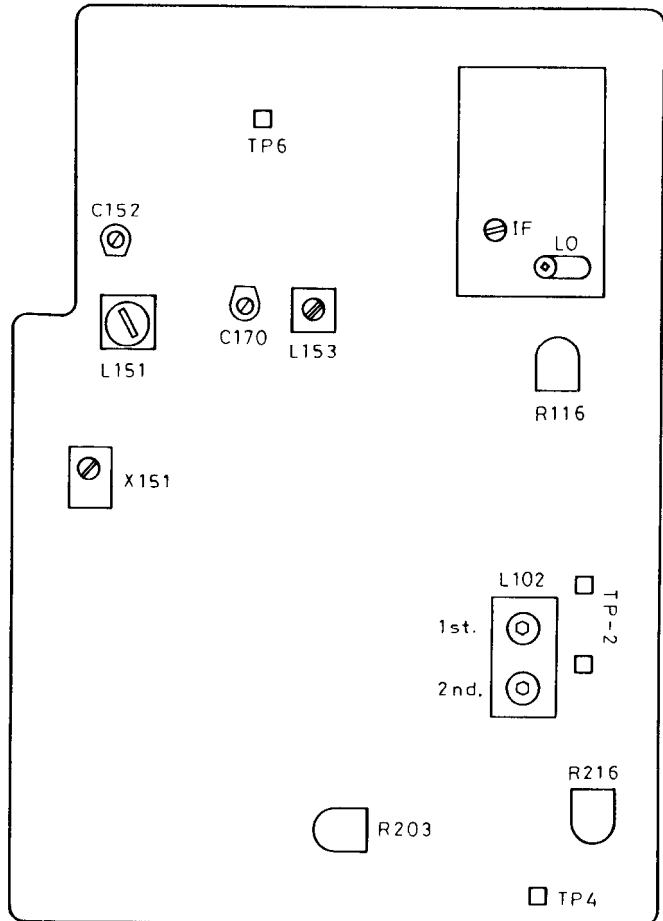 TP6
C152
IF
LO
C170
L153
L151
R116
X151
L102
TP-2
1st.
2nd.
R216
R203
TP4